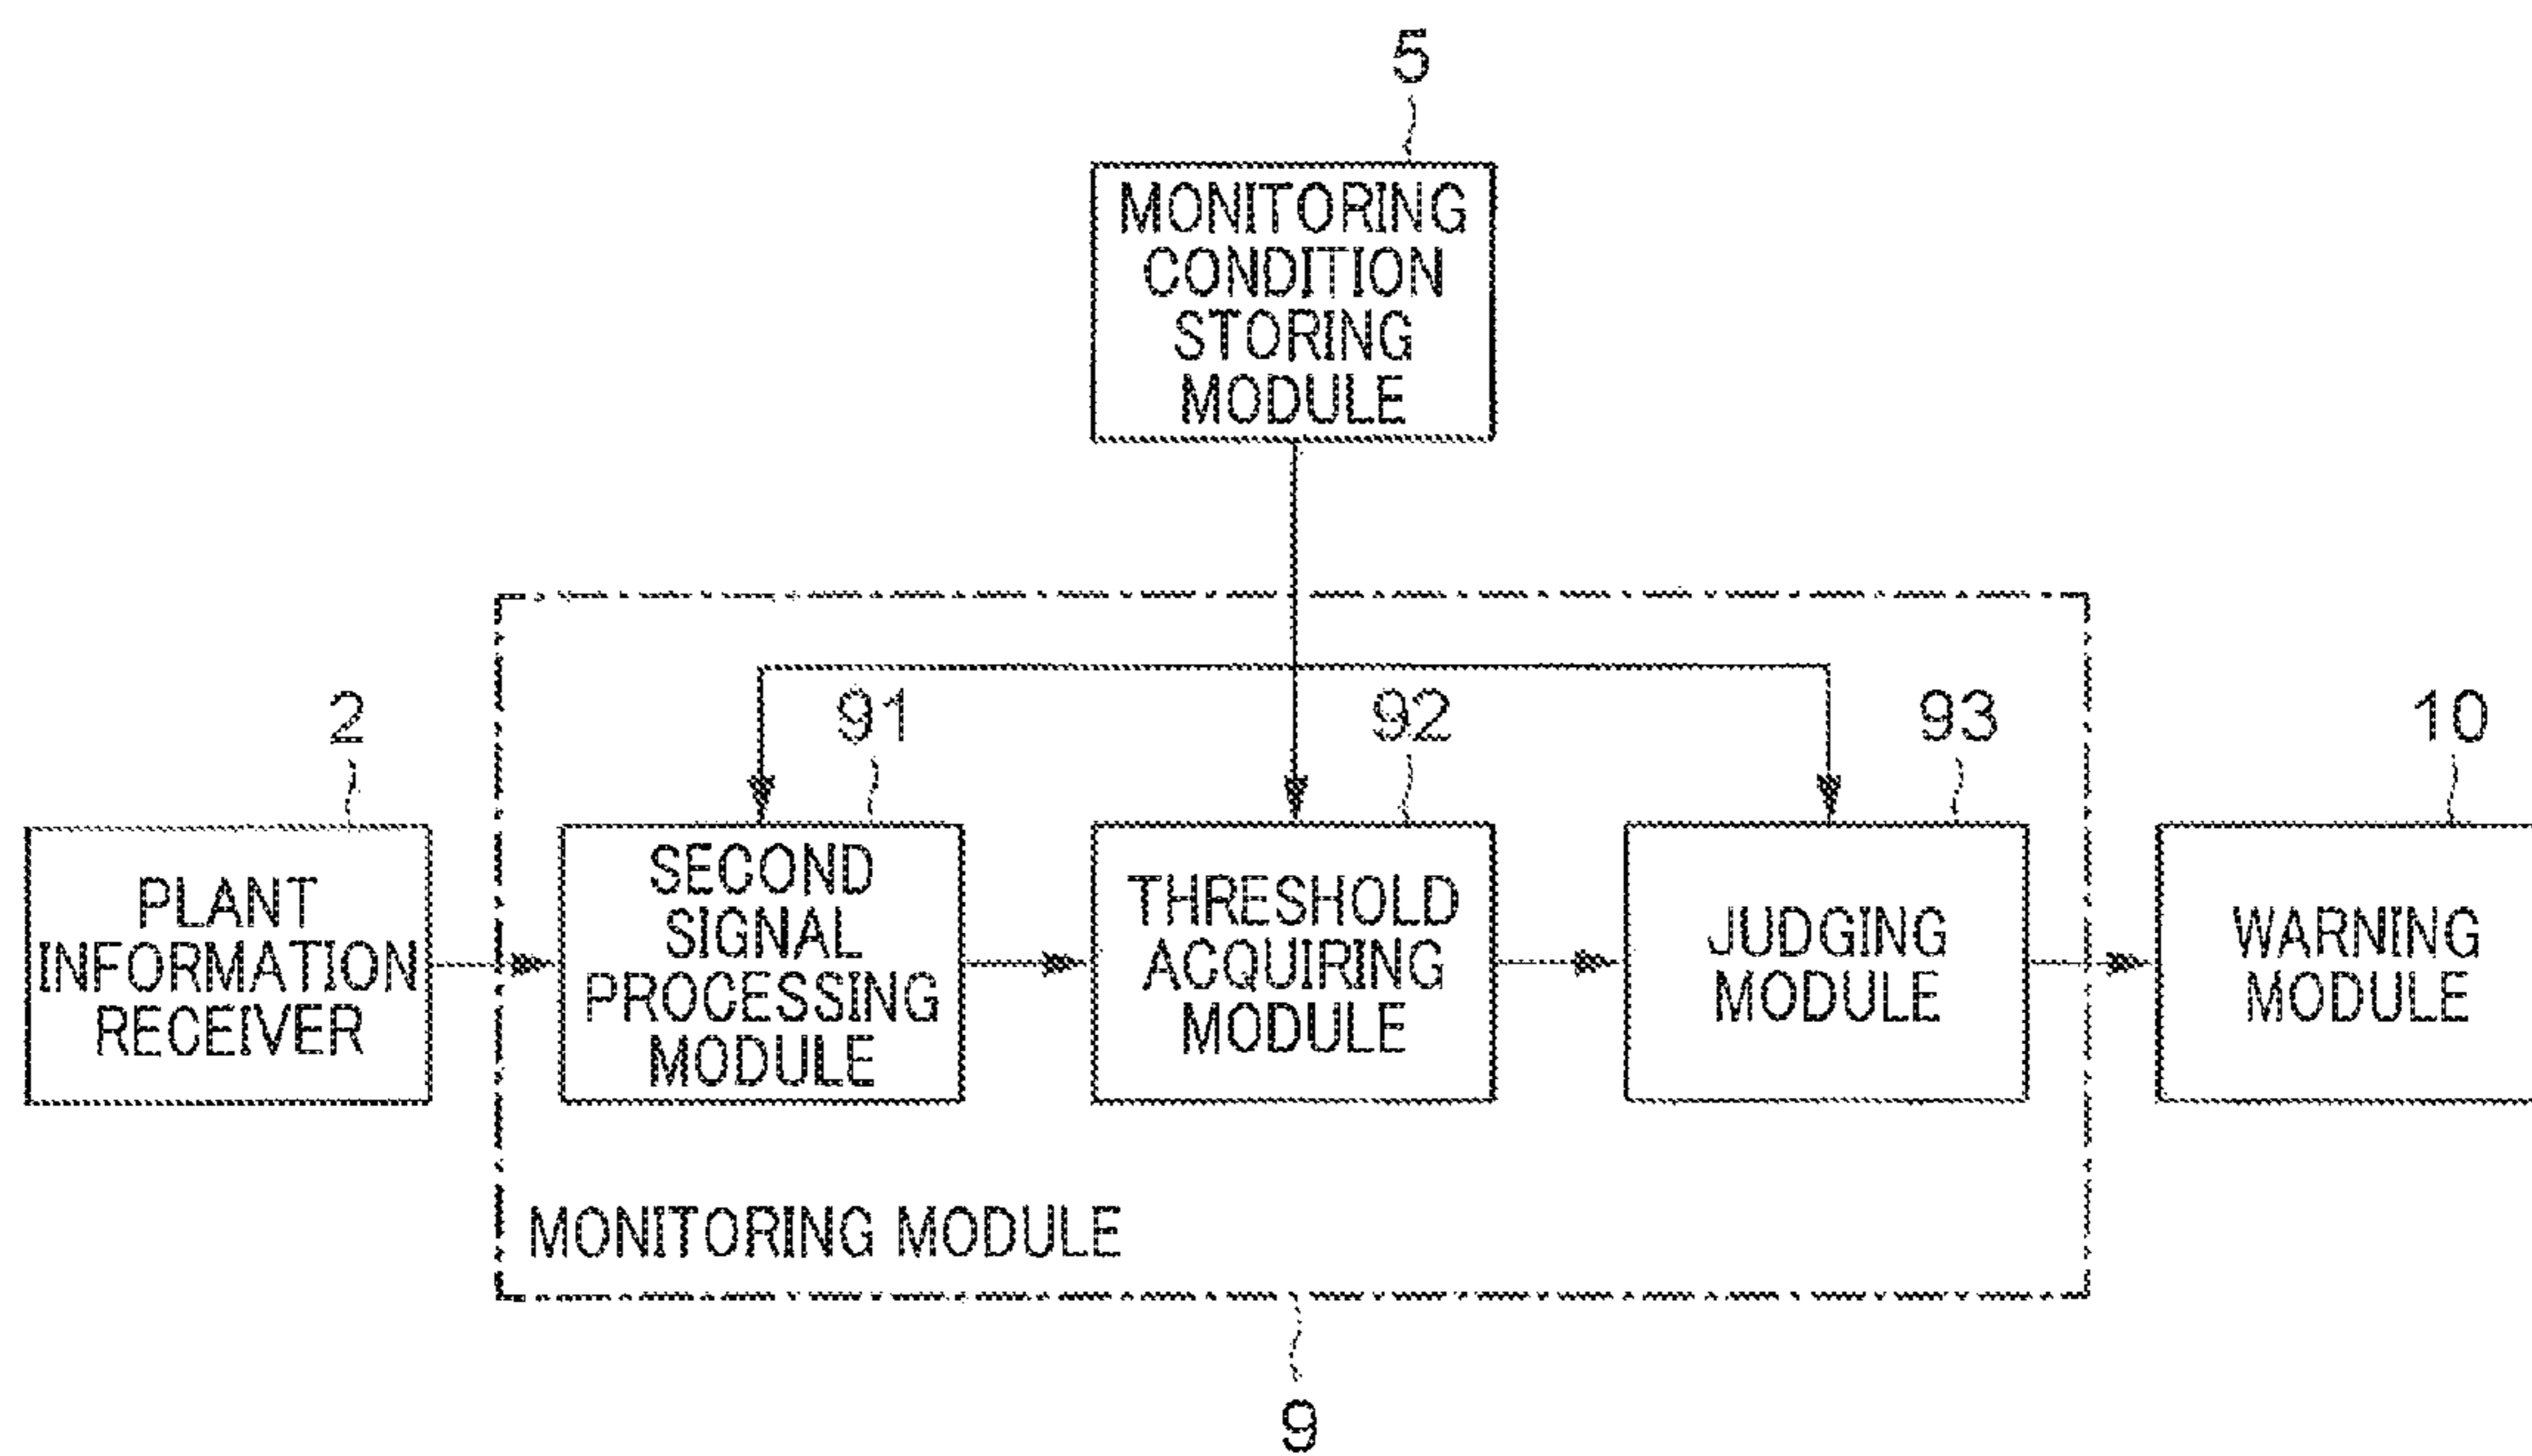 5
MONITORING
CONDITION
STORING
MODULE
2
91
92
93
10
PLANT
INFORMATION
RECEIVER
SECOND
SIGNAL
PROCESSING
MODULE
THRESHOLD
ACQUIRING
MODULE
JUDGING
MODULE
WARNING
MODULE
MONITORING MODULE
9